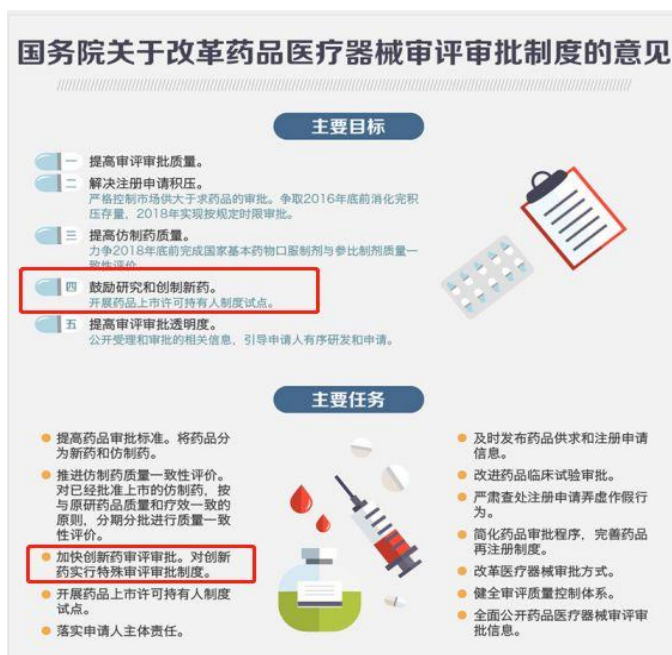 国务院关于改革药品医疗器械审评审批制度的意见
主要目标
一 提高审评审批质量。
二 解决注册申请积压。
严格控制市场供大于求药品的审批。争取2016年底前消化完积
压存量，2018年实现按规定时限审批。
三 提高仿制药质量。
力争2018年底前完成国家基本药物口服制剂与参比制剂质量一
致性评价
四 鼓励研究和创制新药。
开展药品上市许可持有人制度试点。
五 提高审评审批透明度。
公开受理和审批的相关信息，引导申请人有序研发和申请。
主要任务
提高药品审批标准。将药品分
为新药和仿制药。
推进仿制药质量一致性评价。
对已经批准上市的仿制药，按
与原研药品质量和疗效一致的
原则，分期分批进行质量一致
性评价。
加快创新药审评审批。对创新
药实行特殊审评审批制度。
开展药品上市许可持有人制度
试点。
落实申请人主体责任。
及时发布药品供求和注册申请
信息。
改进药品临床试验审批。
严肃查处注册申请弄虚作假行
为。
简化药品审批程序，完善药品
再注册制度。
改革医疗器械审批方式。
健全审评质量控制体系。
全面公开药品医疗器械审评审
批信息。